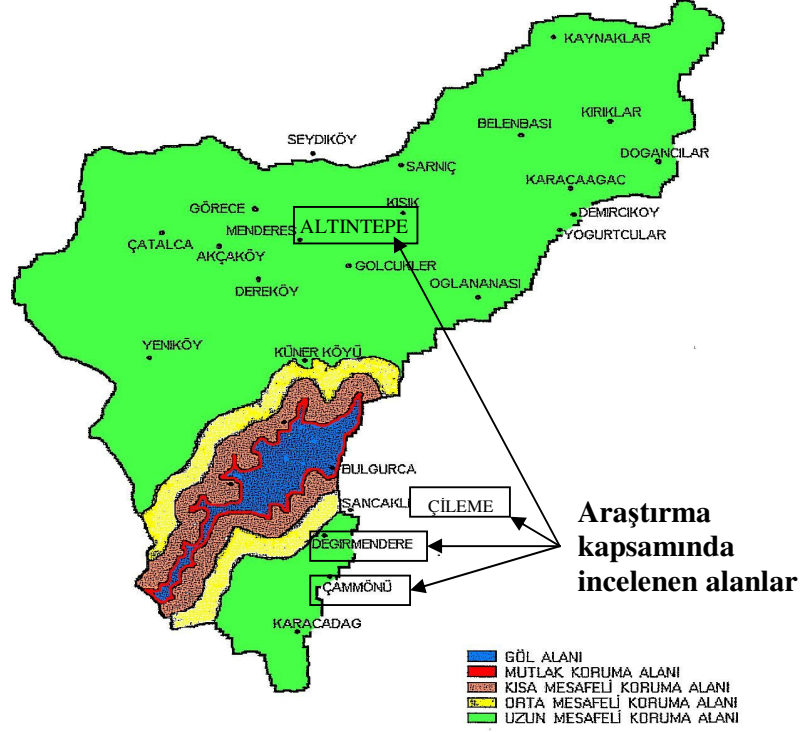 KAYNAKLAR
KIRIKLAR
BELENBASI
SEYDIKÖY
DOGANCILAR
SARNIÇ
KARACAAGAC
KISIK
GÖRECE
DEMIRCIKOY
ALTINTEPE
MENDERES
YOGURTCULAR
ÇATALCA
AKÇAKÖY
GOLCUKLER
DEREKÖY
OGLANANASI
YENIKÖY
KÜNER KÖYÜ
BULGURCA
SANCAKLI
ÇİLEME
DEGIRMENDERE
ÇAMMÖNÜ
KARACADAG
Araştırma
kapsamında
incelenen alanlar
GÖL ALANI
MUTLAK KORUMA ALANI
KISA MESAFELİ KORUMA ALANI
ORTA MESAFELİ KORUMA ALANI
UZUN MESAFELİ KORUMA ALANI